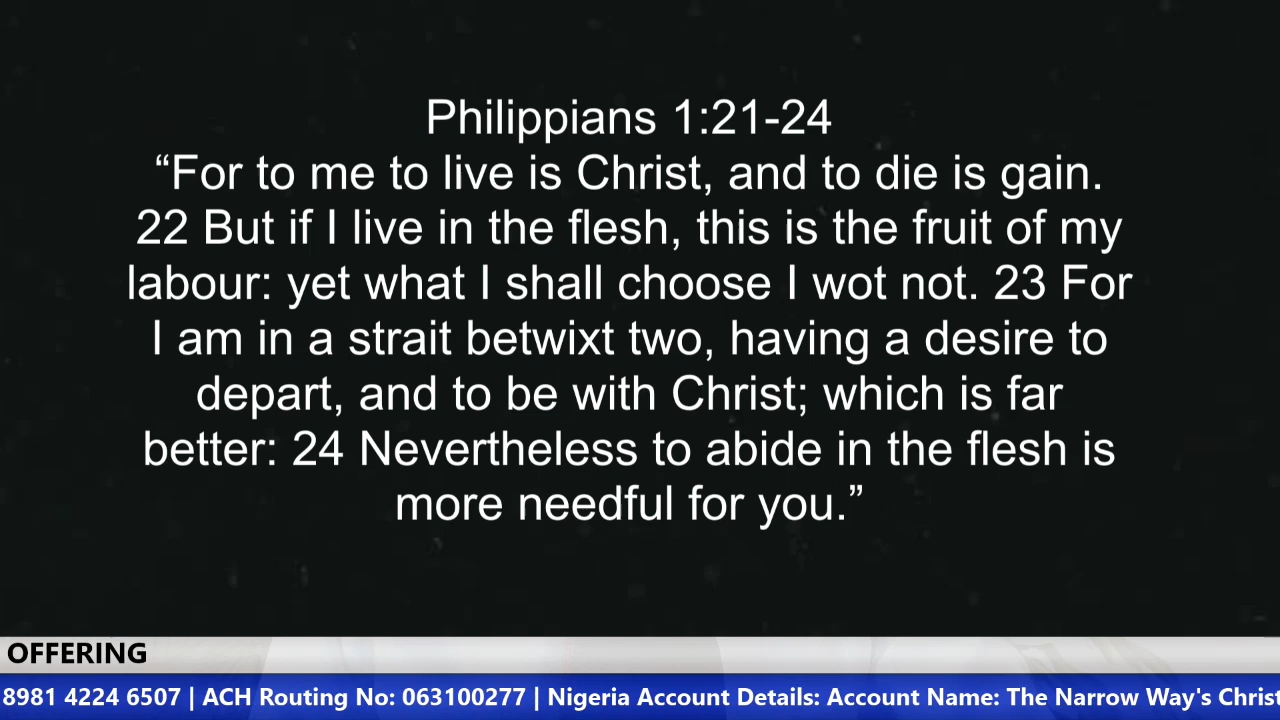 Philippians 1:21-24
“For to me to live is Christ, and to die is gain.
22 But if I live in the flesh, this is the fruit of my
labour: yet what I shall choose I wot not. 23 For
I am in a strait betwixt two, having a desire to
depart, and to be with Christ; which is far
better: 24 Nevertheless to abide in the flesh is
more needful for you.”
OFFERING
8981 4224 6507 | ACH Routing No: 063100277 | Nigeria Account Details: Account Name: The Narrow Way's Christ